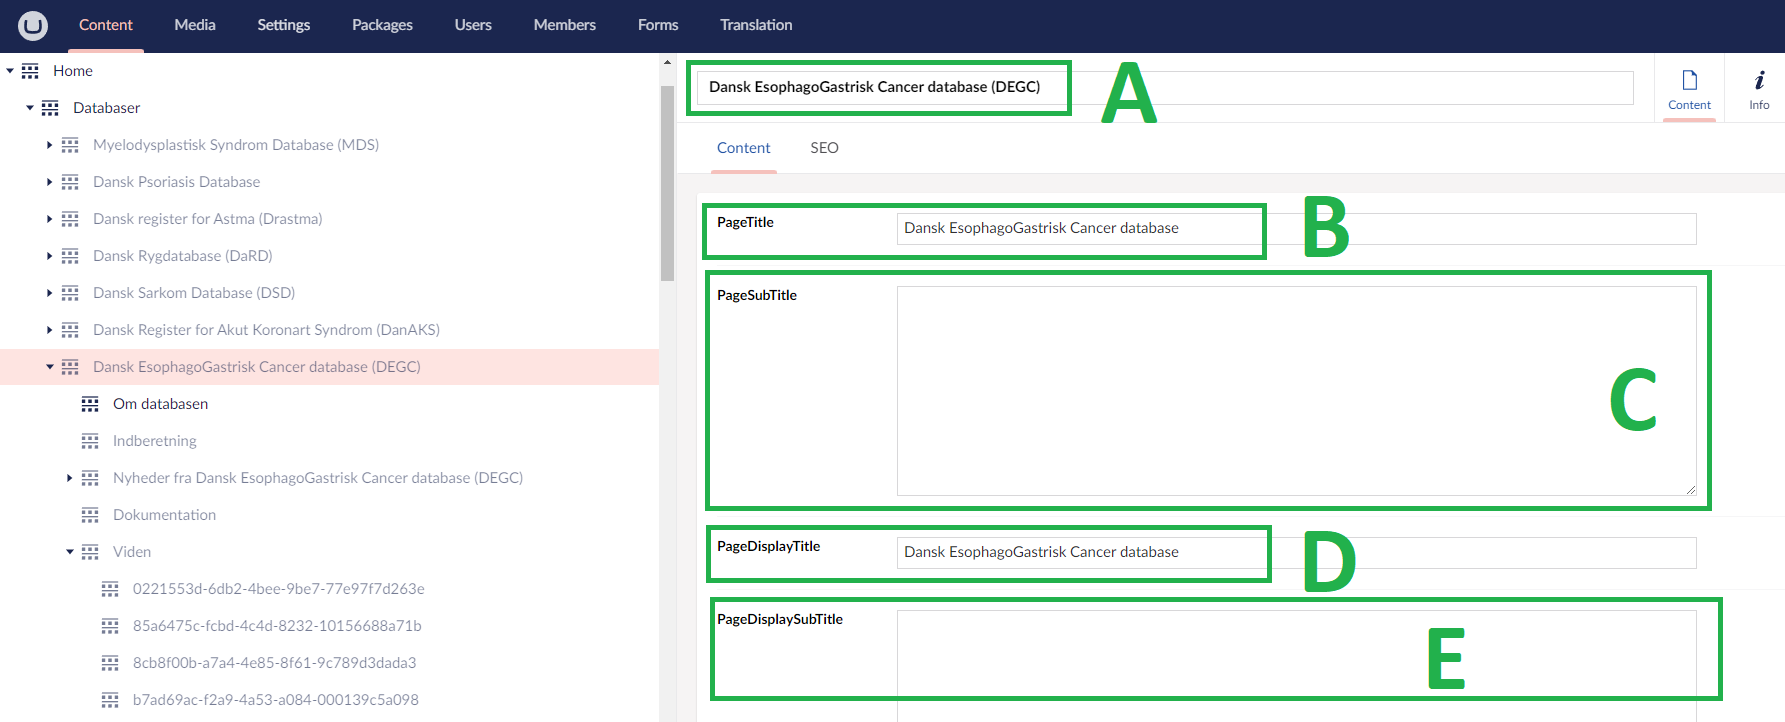 Content Media Settings Packages Users Members Forms Translation
Home
Databaser
Myelodysplastisk Syndrom Database (MDS)
Dansk Psoriasis Database
Dansk register for Astma (Drastma)
Dansk Rygdatabase (DaRD)
Dansk Sarkom Database (DSD)
Dansk Register for Akut Koronart Syndrom (DanAKS)
Dansk EsophagoGastrisk Cancer database (DEGC)
Om databasen
Indberetning
Nyheder fra Dansk EsophagoGastrisk Cancer database (DEGC)
Dokumentation
Viden
0221553d-6db2-4bee-9be7-77e97f7d263e
85a6475c-fcbd-4c4d-8232-10156688a71b
8cb8f00b-a7a4-4e85-8f61-9c789d3dada3
b7ad69ac-f2a9-4a53-a084-000139c5a098
Dansk EsophagoGastrisk Cancer database (DEGC) A
Content Info
Content SEO
PageTitle Dansk EsophagoGastrisk Cancer database B
PageSubTitle
C
PageDisplayTitle Dansk EsophagoGastrisk Cancer database D
PageDisplaySubTitle
E